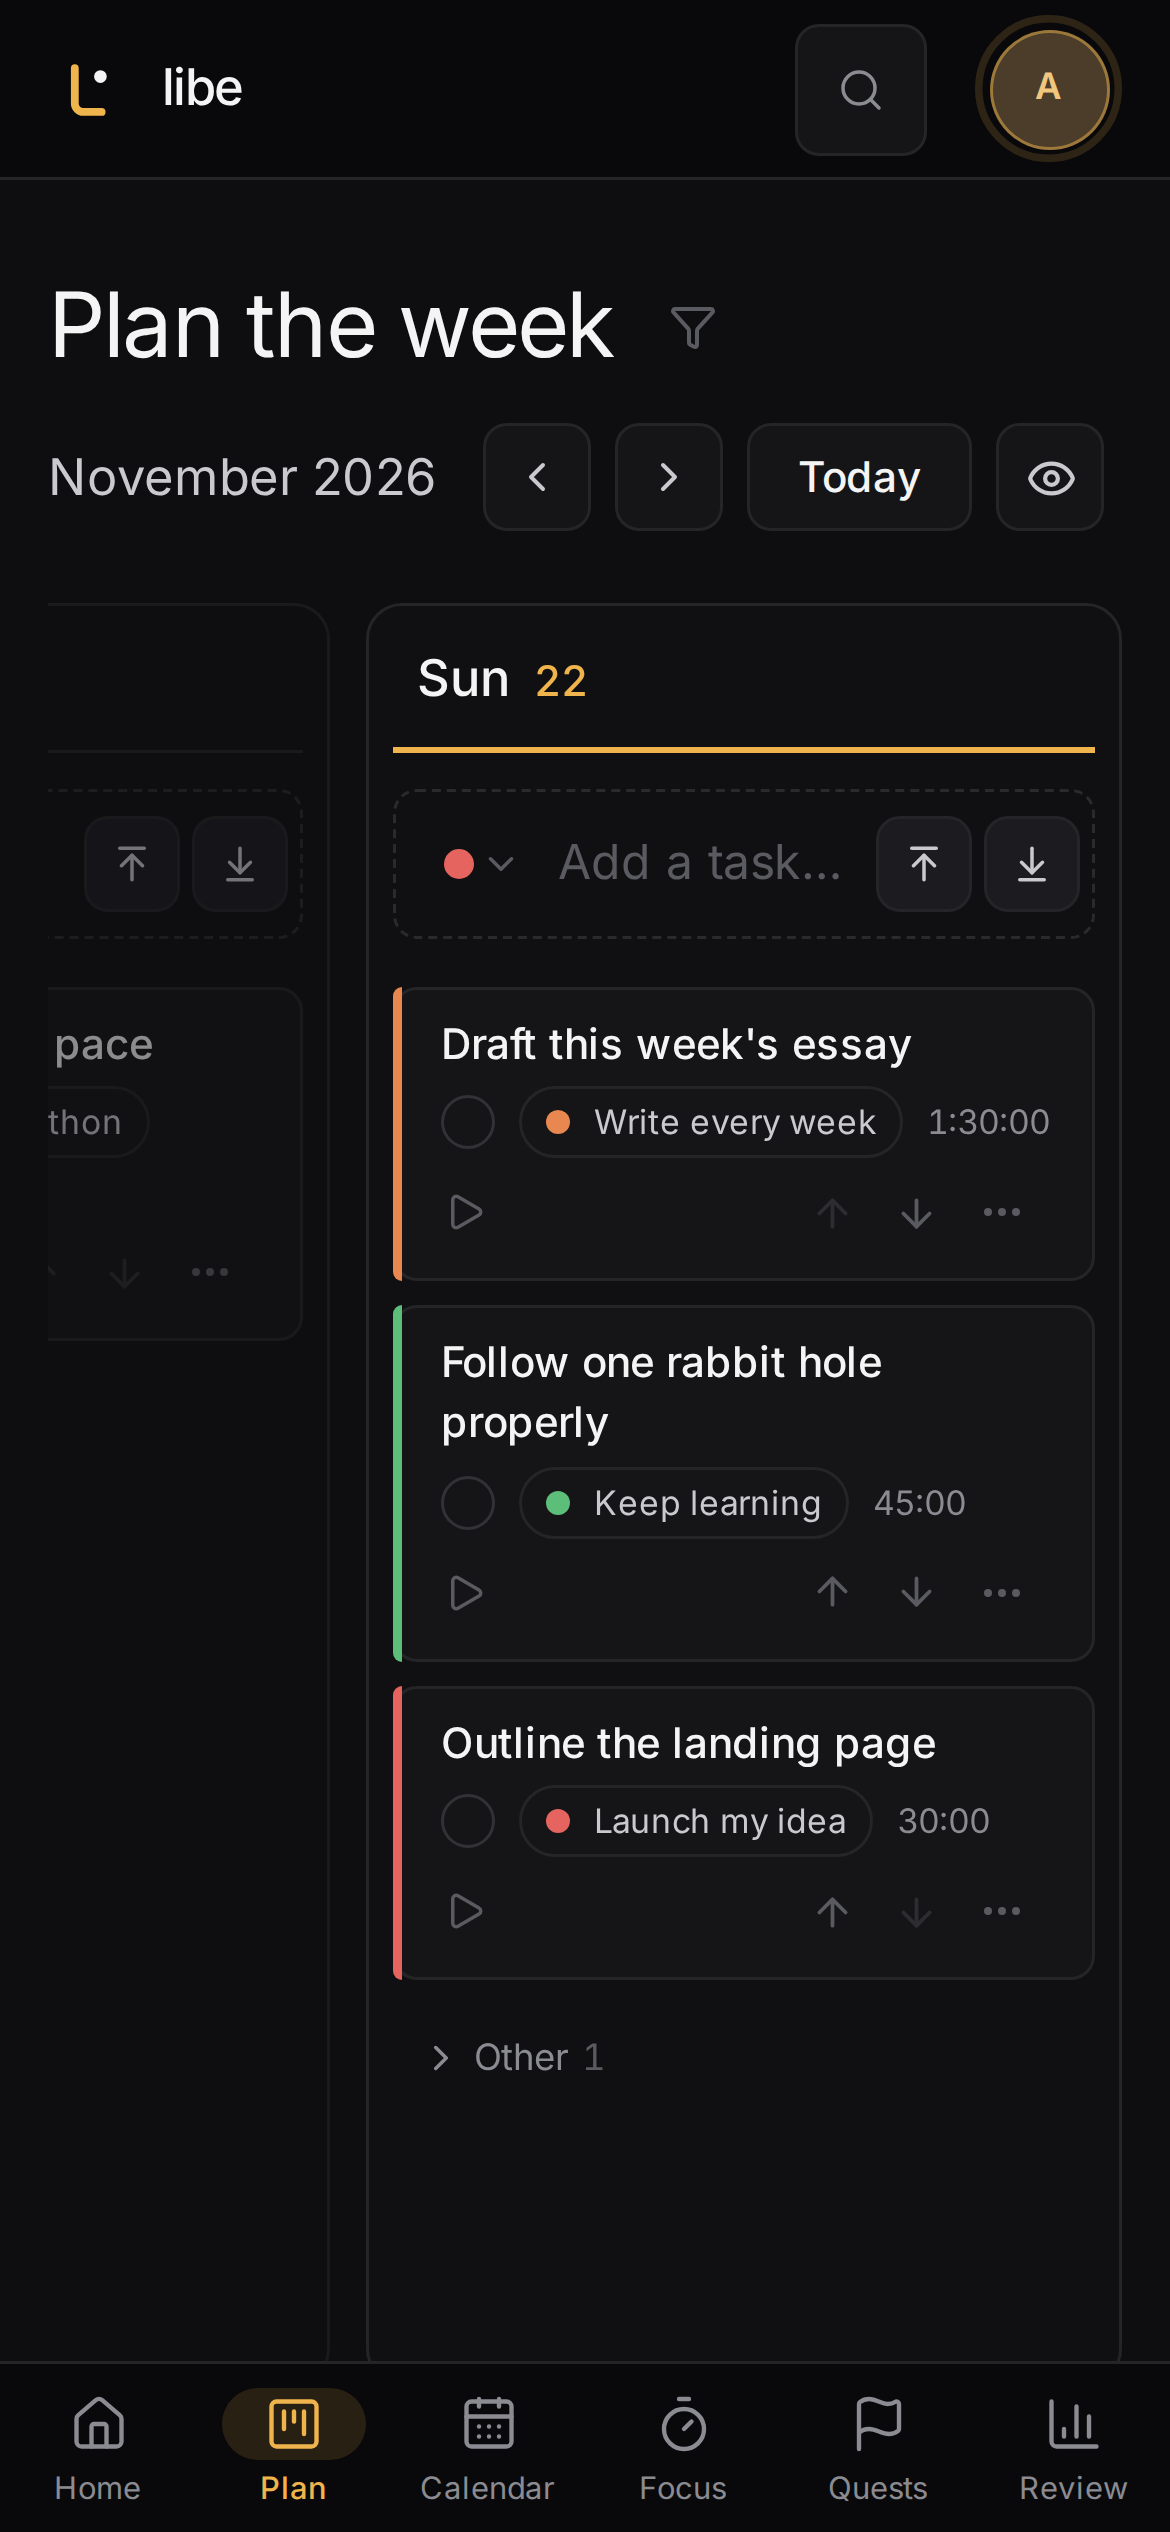 libe
A
Plan the week
November 2026
Today
pace
thon
Sun 22
Add a task...
Draft this week's essay
Write every week 1:30:00
Follow one rabbit hole
properly
Keep learning 45:00
Outline the landing page
Launch my idea 30:00
Other 1
Home
Plan
Calendar
Focus
Quests
Review